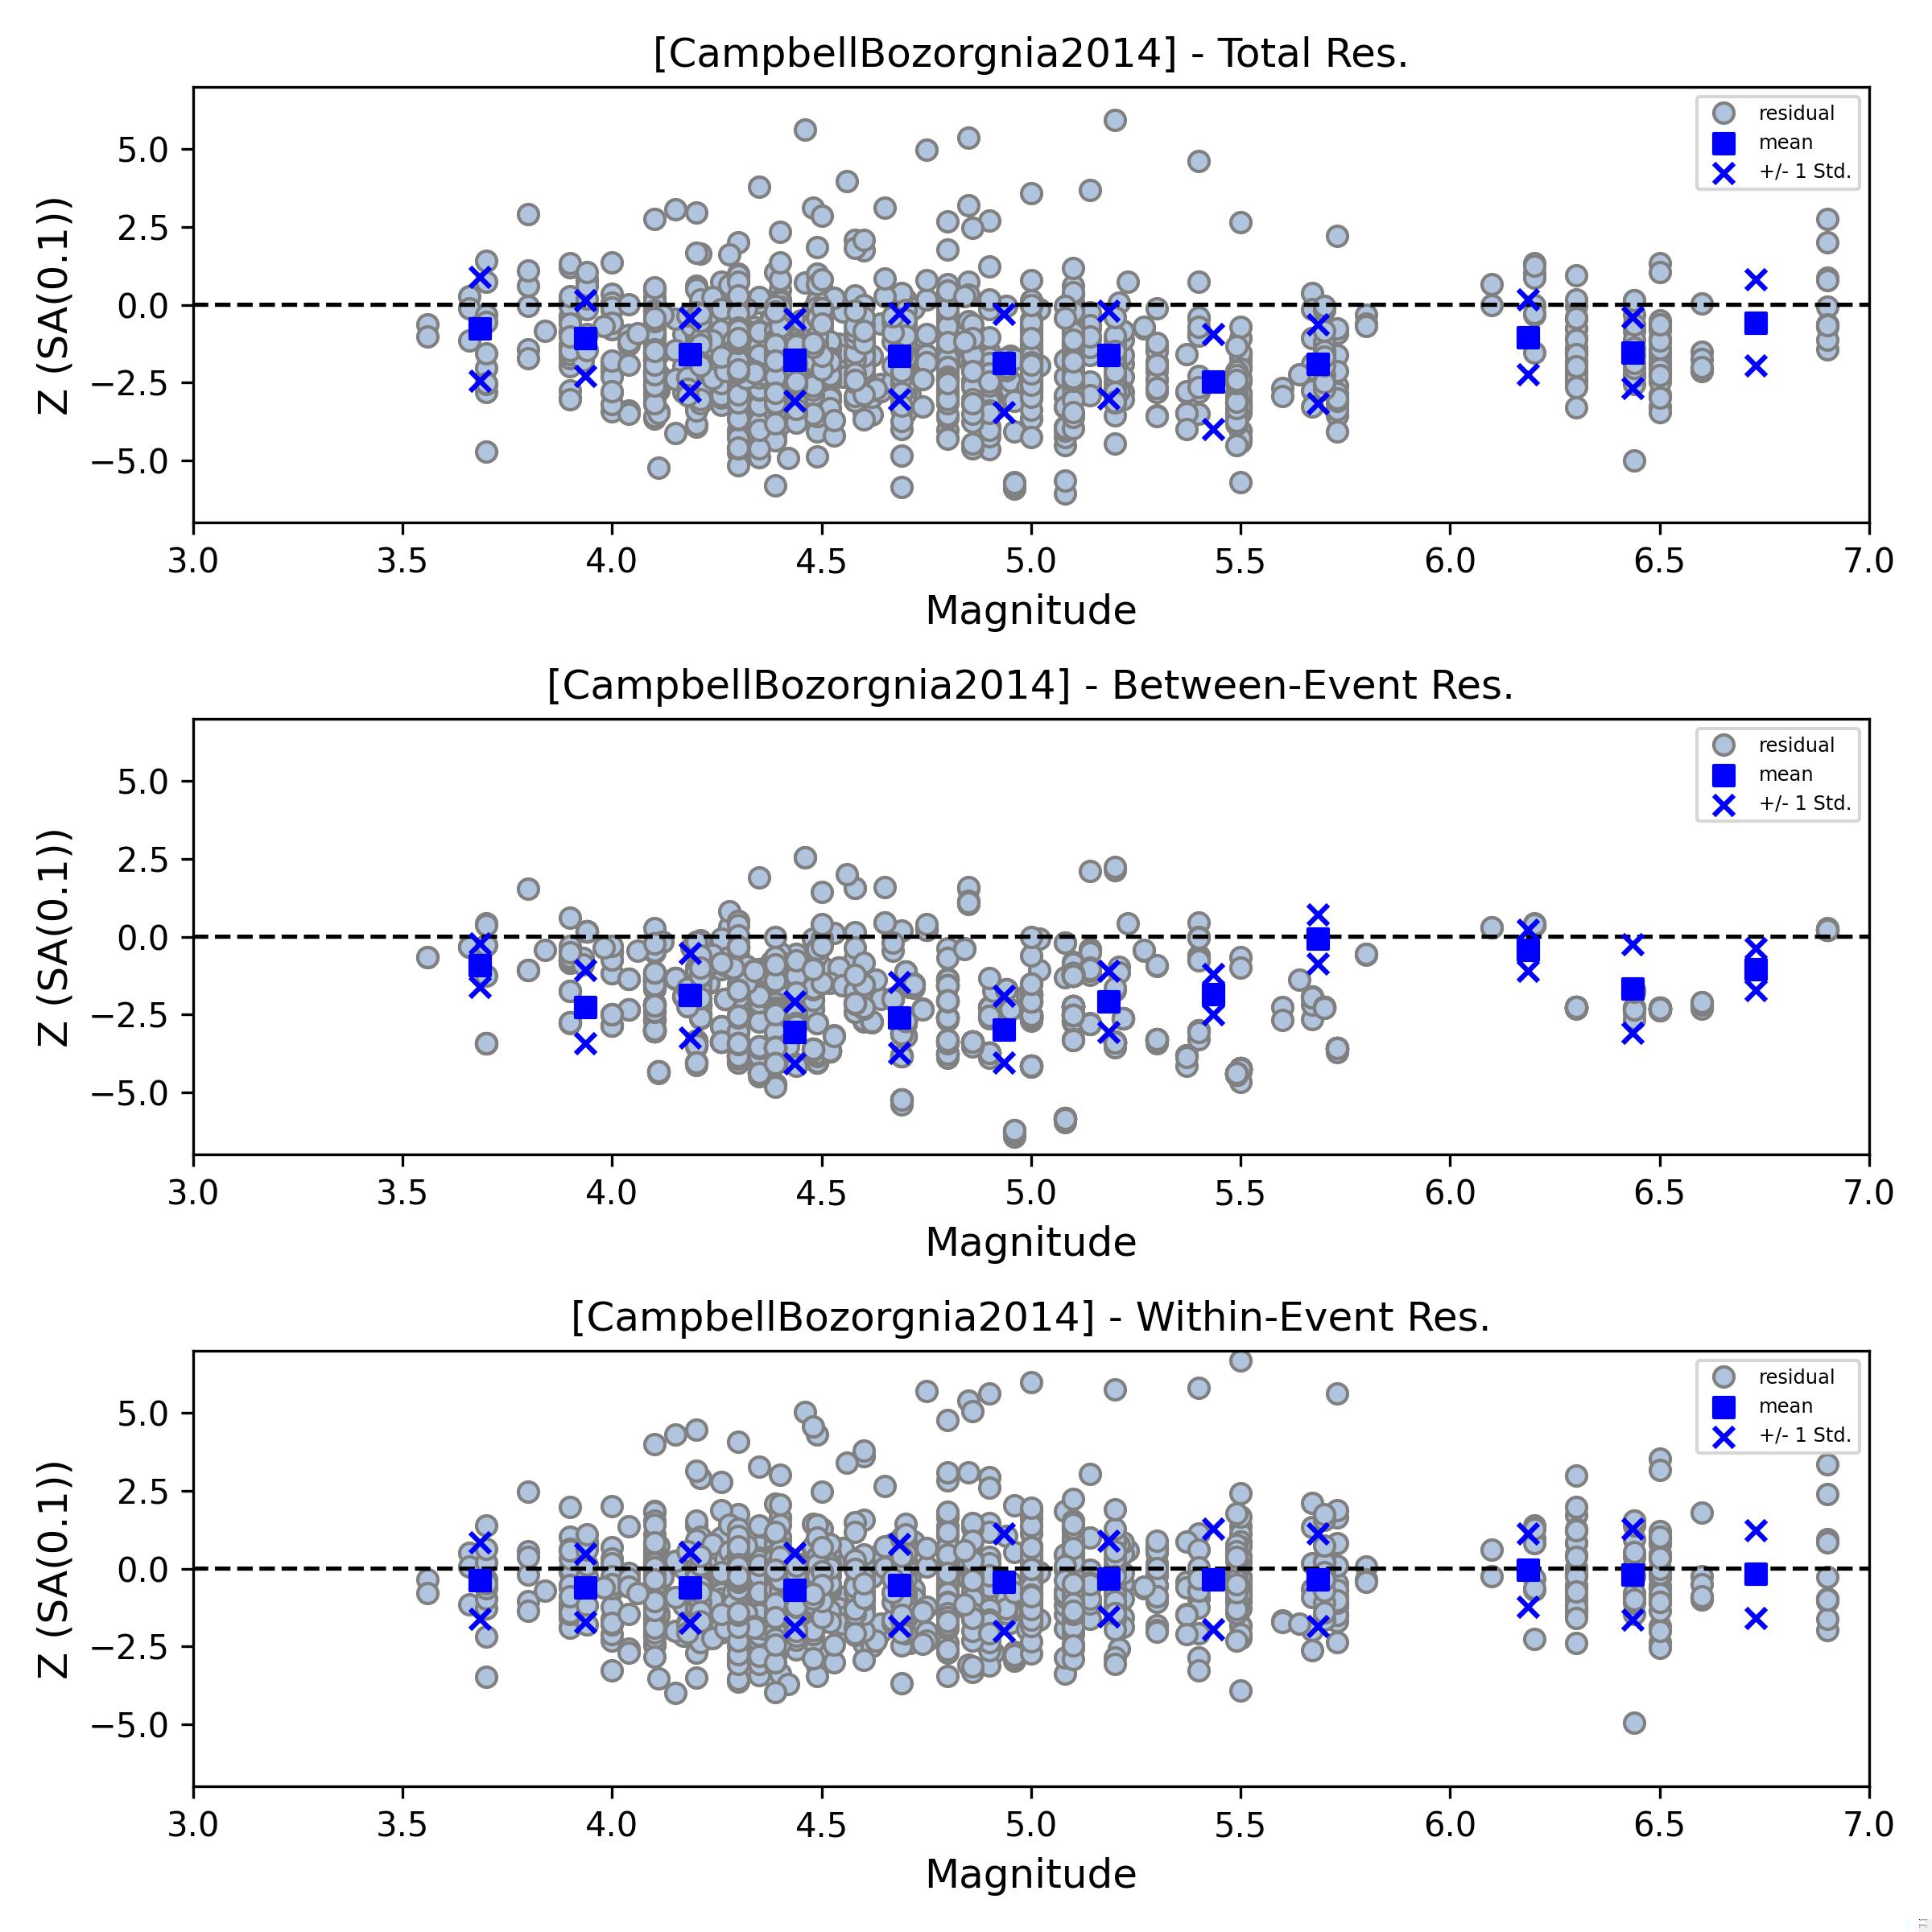 [CampbellBozorgnia2014] - Total Res.
residual
mean
+/- 1 Std.
5.0
2.5
0.0
−2.5
−5.0
Z (SA(0.1))
3.0 3.5 4.0 4.5 5.0 5.5 6.0 6.5 7.0
Magnitude
[CampbellBozorgnia2014] - Between-Event Res.
residual
mean
+/- 1 Std.
5.0
2.5
0.0
−2.5
−5.0
Z (SA(0.1))
3.0 3.5 4.0 4.5 5.0 5.5 6.0 6.5 7.0
Magnitude
[CampbellBozorgnia2014] - Within-Event Res.
residual
mean
+/- 1 Std.
5.0
2.5
0.0
−2.5
−5.0
Z (SA(0.1))
3.0 3.5 4.0 4.5 5.0 5.5 6.0 6.5 7.0
Magnitude